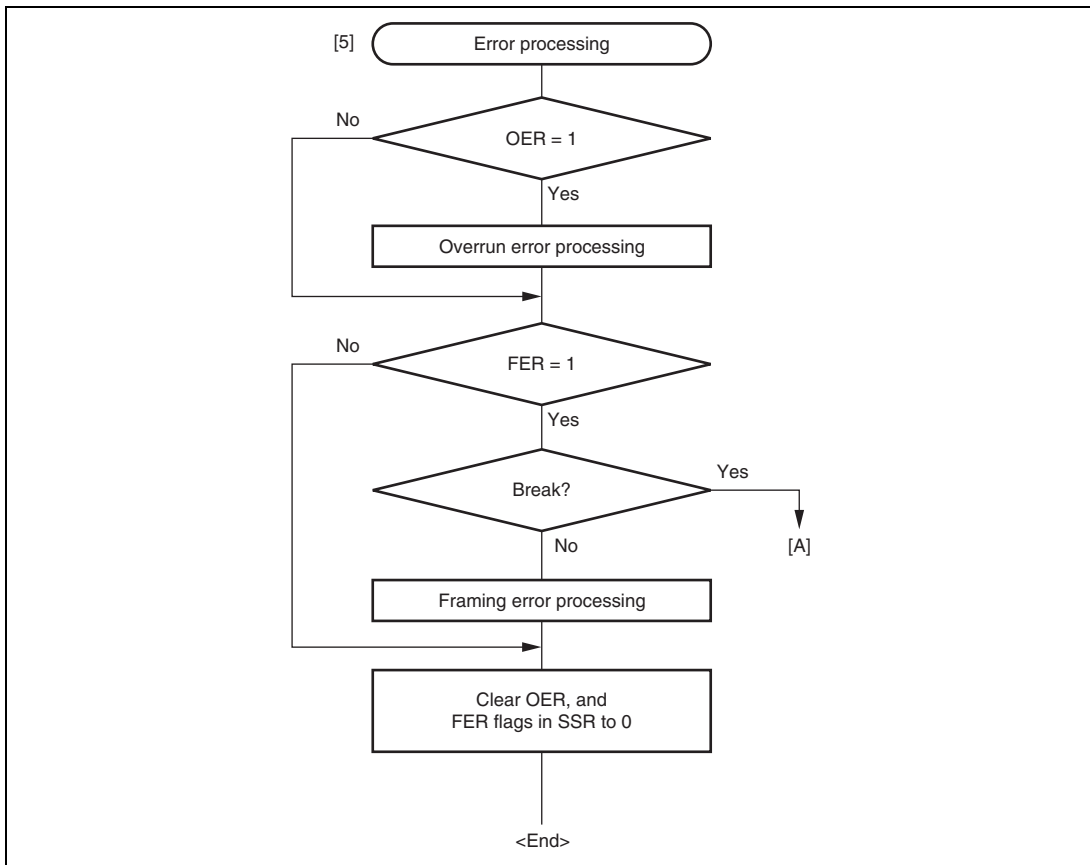 [5]
Error processing
No
OER = 1
Yes
Overrun error processing
No
FER = 1
Yes
Break?
Yes
No
[A]
Framing error processing
Clear OER, and
FER flags in SSR to 0
<End>